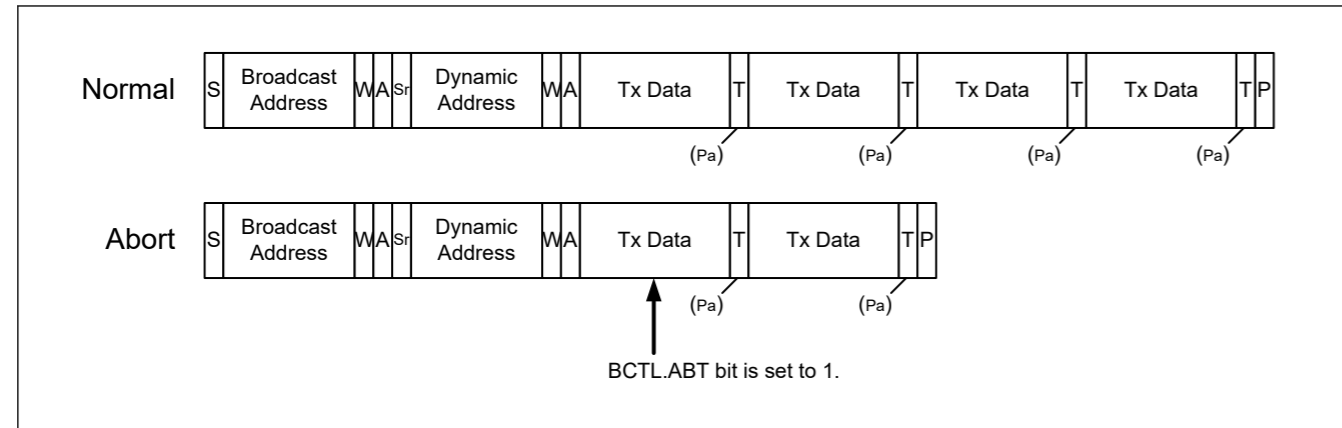 Normal S Broadcast Address W A Sr Dynamic Address W A Tx Data T Tx Data T Tx Data T Tx Data T P
(Pa) (Pa) (Pa) (Pa)
Abort S Broadcast Address W A Sr Dynamic Address W A Tx Data T Tx Data T P
(Pa) (Pa)
BCTL.ABT bit is set to 1.